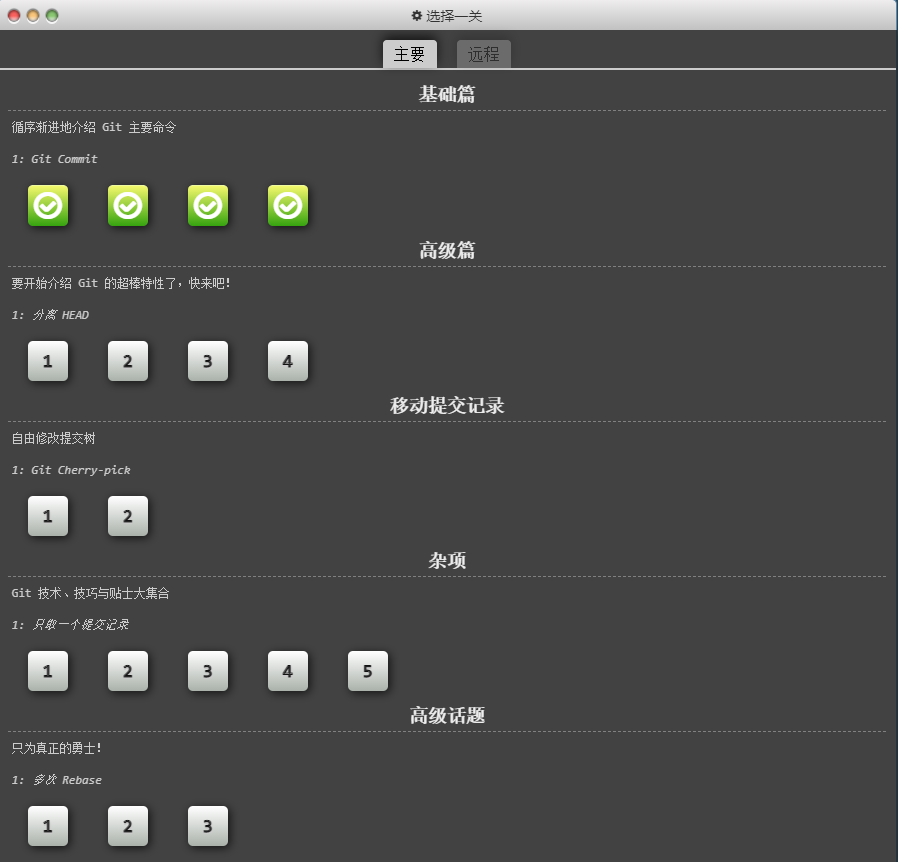 选择一关
主要 远程
基础篇
循序渐进地介绍 Git 主要命令
1: Git Commit
高级篇
要开始介绍 Git 的超棒特性了，快来吧!
1: 分离 HEAD
1 2 3 4
移动提交记录
自由修改提交树
1: Git Cherry-pick
1 2
杂项
Git 技术、技巧与贴士大集合
1: 只取一个提交记录
1 2 3 4 5
高级话题
只为真正的勇士!
1: 多次 Rebase
1 2 3